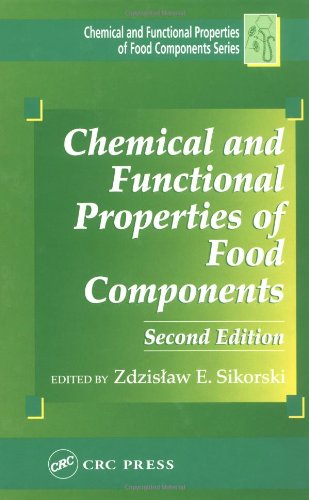 Chemical and Functional Properties
of Food Components Series
Chemical and
Functional
Properties of
Food
Components
Second Edition
EDITED BY Zdzisław E. Sikorski
CRC
CRC PRESS